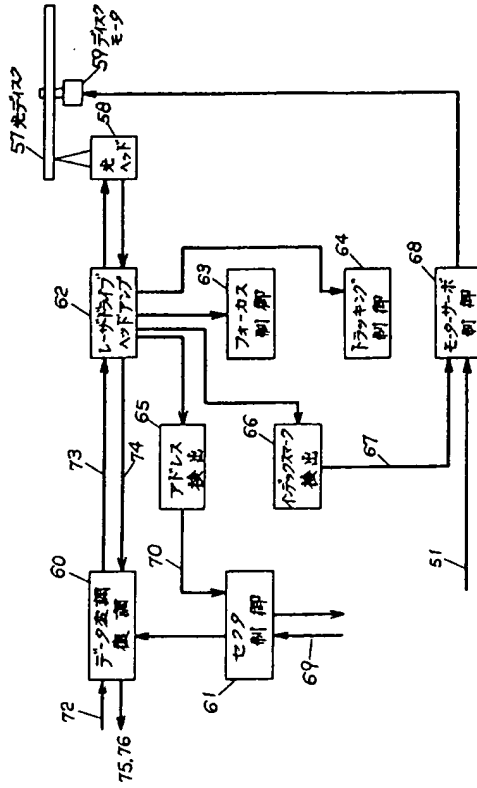 57光ディスク
59ディスク
モータ
58
光
ヘッド
62
レーザドライブ
ヘッドアンプ
63
フォーカス
制御
64
トラッキング
制御
68
モーターサーボ
制御
65
アドレス
検出
66
インデックスマーク
検出
67
73
74
70
60
データ変調
復調
72
75,76
61
セクタ
制御
69
51